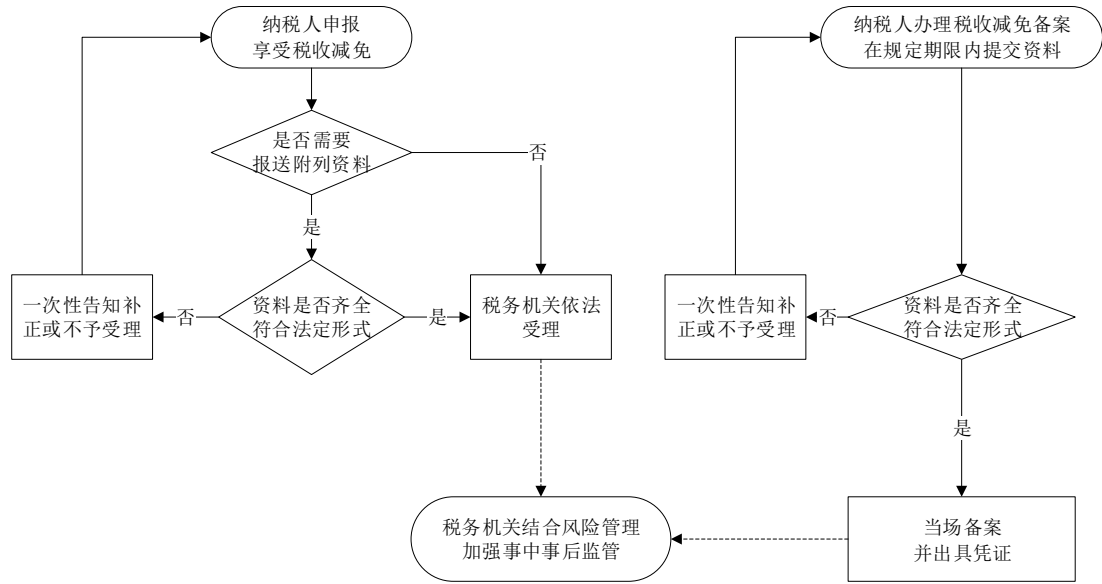 纳税人申报
享受税收减免
是否需要
报送附列资料
否
是
一次性告知补
正或不予受理
否
资料是否齐全
符合法定形式
是
税务机关依法
受理
纳税人办理税收减免备案
在规定期限内提交资料
一次性告知补
正或不予受理
否
资料是否齐全
符合法定形式
是
税务机关结合风险管理
加强事中事后监管
当场备案
并出具凭证